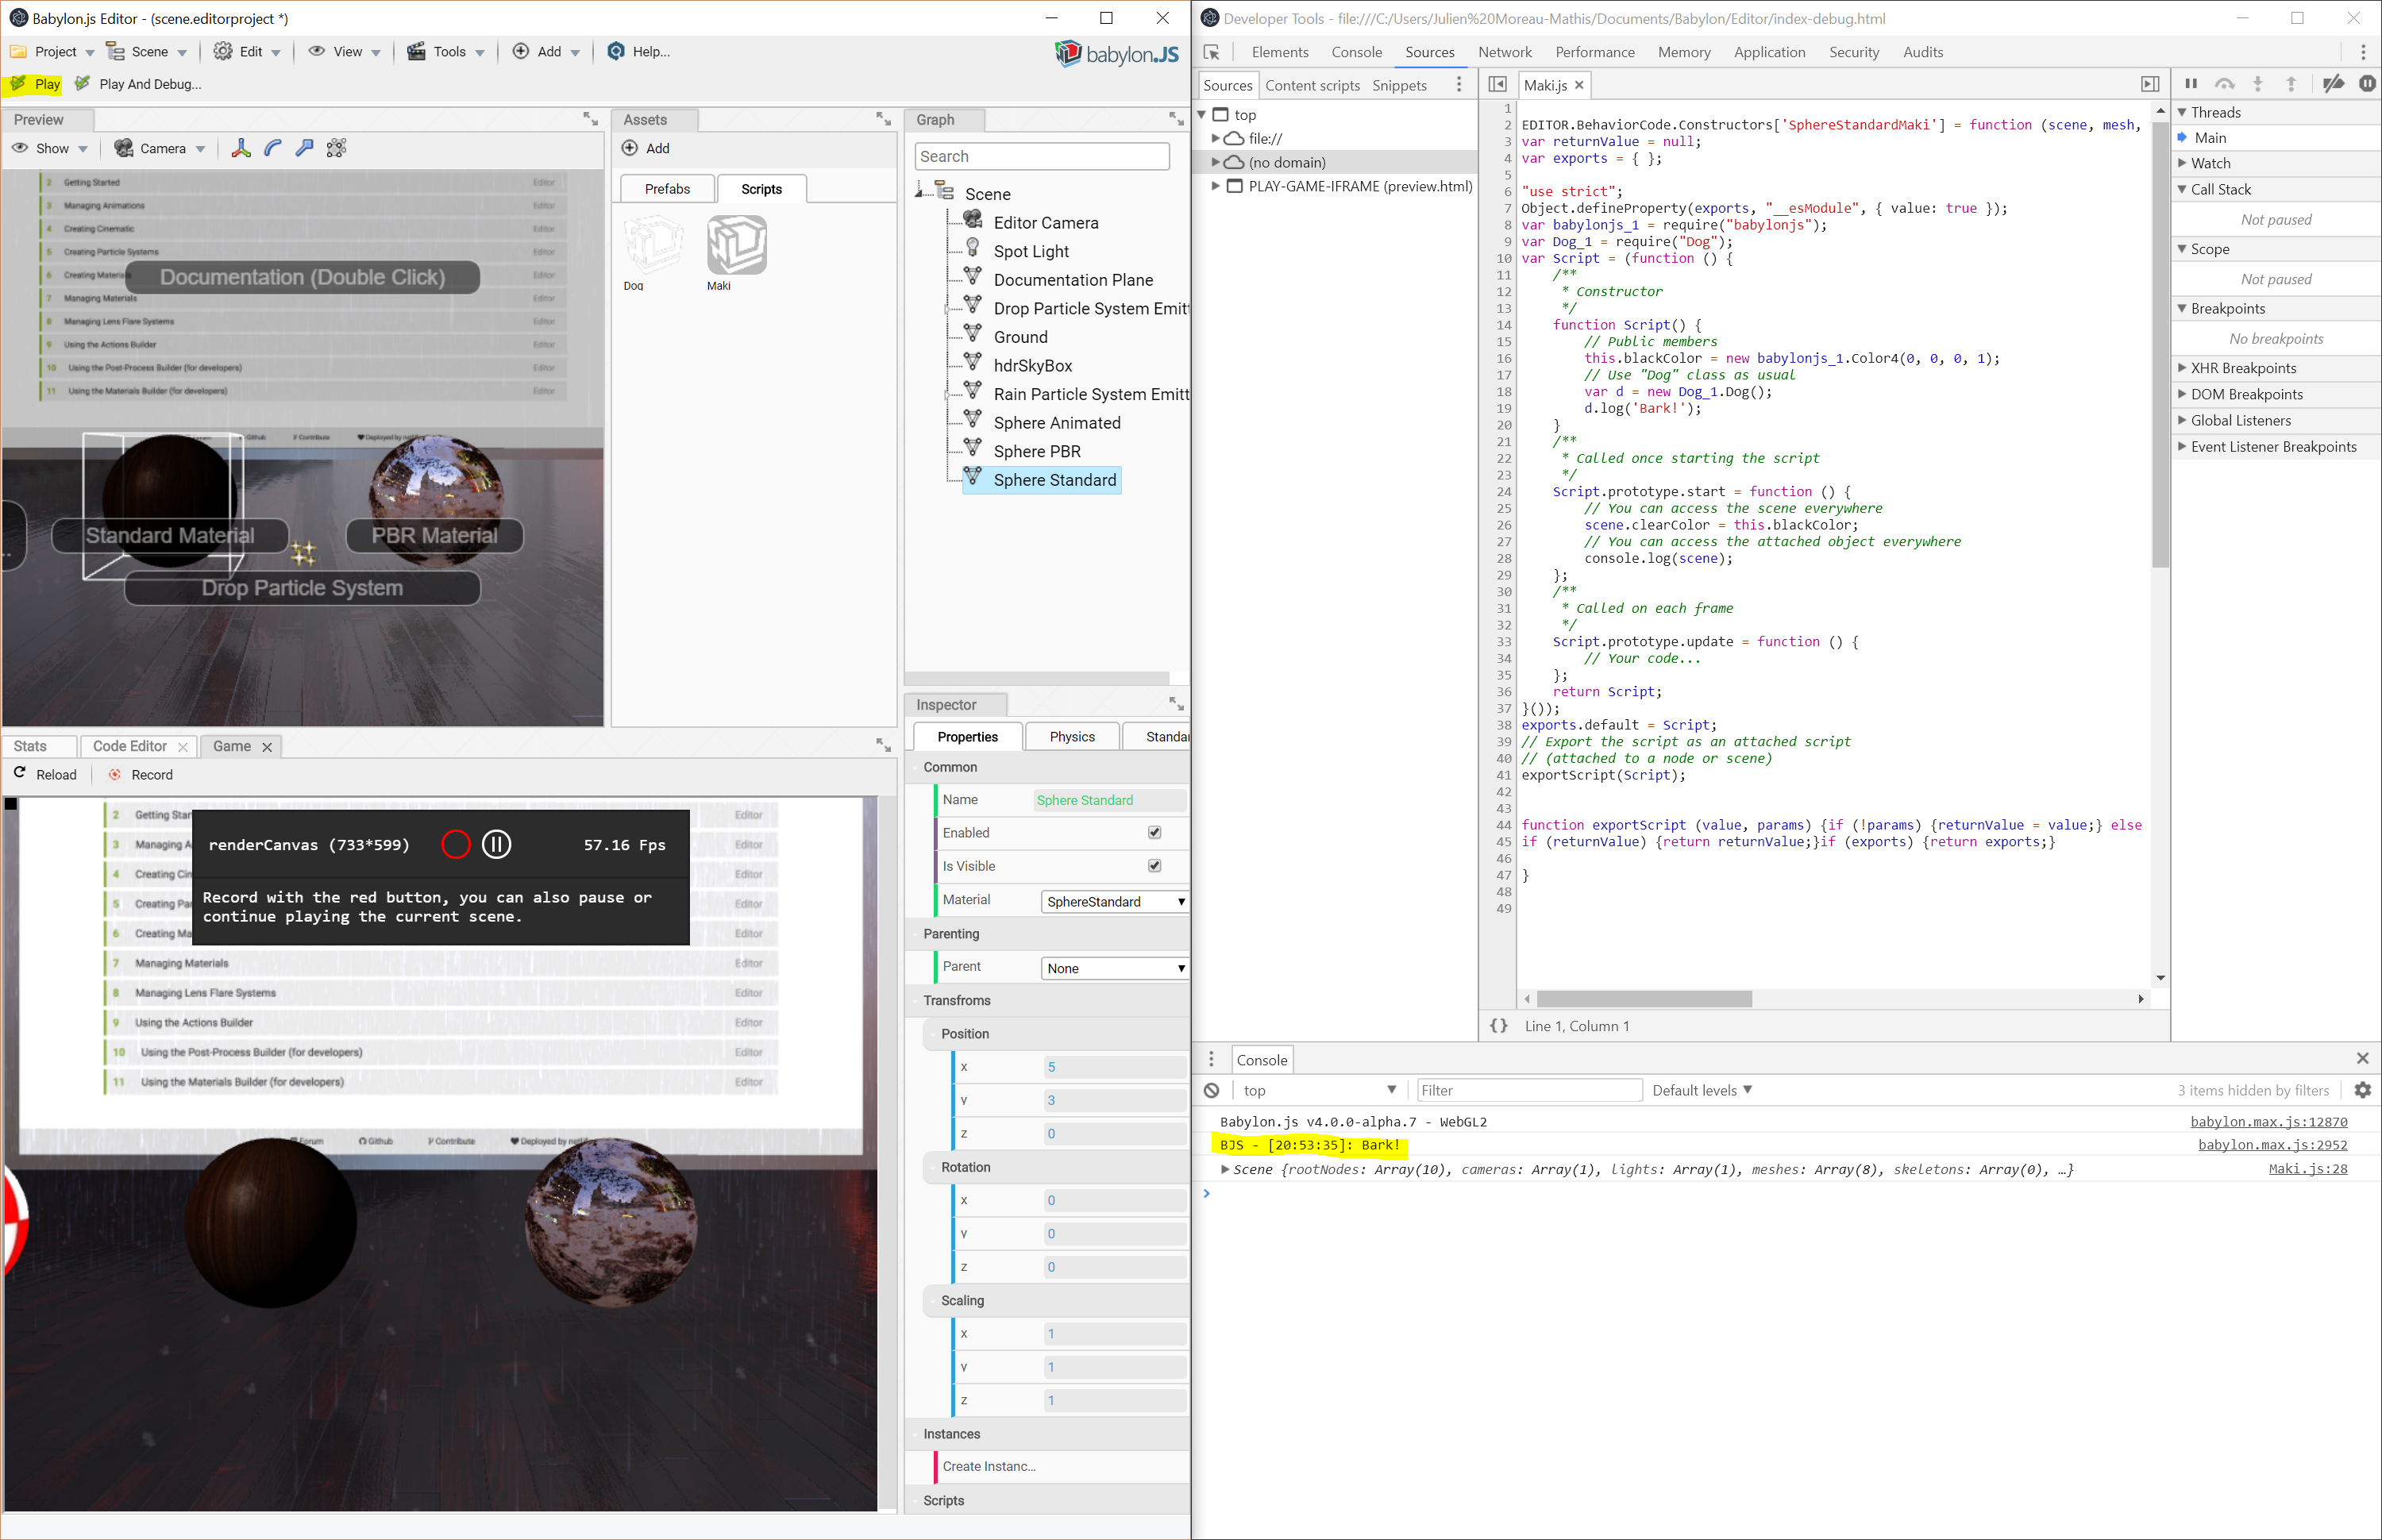 Babylon.js Editor - (scene.editorproject *)
Project
Scene
Edit
View
Tools
Add
Help...
babylon.JS
Play
Play And Debug...
Preview
Show
Camera
2 Getting Started Editor
3 Managing Animations Editor
4 Creating Cinematic Editor
5 Creating Particle Systems Editor
6 Creating Materials Editor
Documentation (Double Click)
7 Managing Materials Editor
8 Managing Lens Flare Systems Editor
9 Using the Actions Builder Editor
10 Using the Post-Process Builder (for developers) Editor
11 Using the Materials Builder (for developers) Editor
Github Contribute Deployed by netlify
Standard Material
PBR Material
...
Drop Particle System
Assets
Add
Prefabs
Scripts
Dog
Maki
Graph
Search
Scene
Editor Camera
Spot Light
Documentation Plane
Drop Particle System Emitt
Ground
hdrSkyBox
Rain Particle System Emitt
Sphere Animated
Sphere PBR
Sphere Standard
Stats
Code Editor
Game
Reload
Record
2 Getting Star Editor
3 Managing A Editor
4 Creating Cin Editor
5 Creating Par Editor
6 Creating Ma Editor
renderCanvas (733*599)
57.16 Fps
Record with the red button, you can also pause or
continue playing the current scene.
7 Managing Materials Editor
8 Managing Lens Flare Systems Editor
9 Using the Actions Builder Editor
10 Using the Post-Process Builder (for developers) Editor
11 Using the Materials Builder (for developers) Editor
Forum Github Contribute Deployed by netlif
Inspector
Properties
Physics
Standa
Common
Name Sphere Standard
Enabled
Is Visible
Material SphereStandard
Parenting
Parent None
Transfroms
Position
x 5
y 3
z 0
Rotation
x 0
y 0
z 0
Scaling
x 1
y 1
z 1
Instances
Create Instanc...
Scripts
Developer Tools - file:///C:/Users/Julien%20Moreau-Mathis/Documents/Babylon/Editor/index-debug.html
Elements Console Sources Network Performance Memory Application Security Audits
Sources Content scripts Snippets
top
file://
(no domain)
PLAY-GAME-IFRAME (preview.html)
Maki.js
1
2 EDITOR.BehaviorCode.Constructors['SphereStandardMaki'] = function (scene, mesh,
3 var returnValue = null;
4 var exports = { };
5
6 "use strict";
7 Object.defineProperty(exports, "__esModule", { value: true });
8 var babylonjs_1 = require("babylonjs");
9 var Dog_1 = require("Dog");
10 var Script = (function () {
11 /**
12 * Constructor
13 */
14 function Script() {
15 // Public members
16 this.blackColor = new babylonjs_1.Color4(0, 0, 0, 1);
17 // Use "Dog" class as usual
18 var d = new Dog_1.Dog();
19 d.log('Bark!');
20 }
21 /**
22 * Called once starting the script
23 */
24 Script.prototype.start = function () {
25 // You can access the scene everywhere
26 scene.clearColor = this.blackColor;
27 // You can access the attached object everywhere
28 console.log(scene);
29 };
30 /**
31 * Called on each frame
32 */
33 Script.prototype.update = function () {
34 // Your code...
35 };
36 return Script;
37 }());
38 exports.default = Script;
39 // Export the script as an attached script
40 // (attached to a node or scene)
41 exportScript(Script);
42
43
44 function exportScript (value, params) {if (!params) {returnValue = value;} else
45 if (returnValue) {return returnValue;}if (exports) {return exports;}
46
47 }
48
49
{} Line 1, Column 1
Threads
Main
Watch
Call Stack
Not paused
Scope
Not paused
Breakpoints
No breakpoints
XHR Breakpoints
DOM Breakpoints
Global Listeners
Event Listener Breakpoints
Console
top
Filter
Default levels
3 items hidden by filters
Babylon.js v4.0.0-alpha.7 - WebGL2 babylon.max.js:12870
BJS - [20:53:35]: Bark! babylon.max.js:2952
Scene {rootNodes: Array(10), cameras: Array(1), lights: Array(1), meshes: Array(8), skeletons: Array(0), …} Maki.js:28